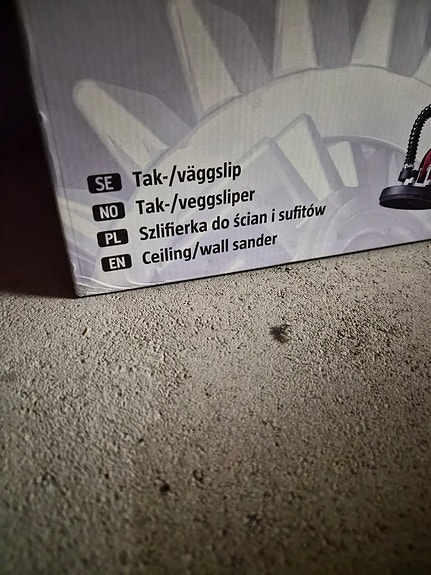 SE Tak-/väggslip
NO Tak-/veggsliper
PL Szlifierka do ścian i sufitów
EN Ceiling/wall sander